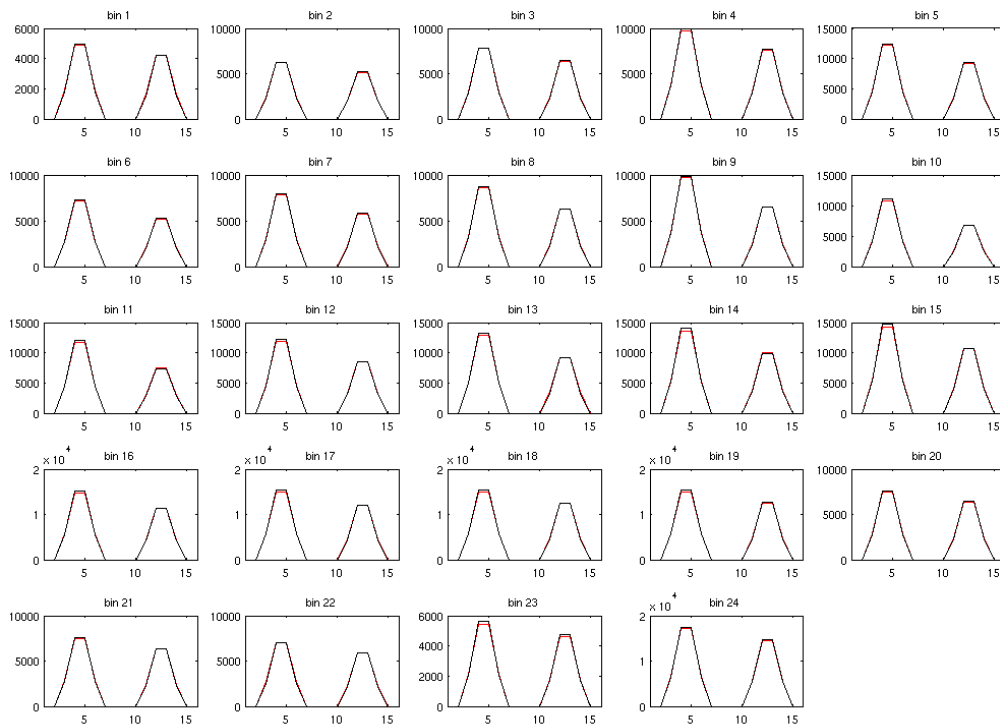 bin 1
6000
4000
2000
0
5 10 15
bin 2
10000
5000
0
5 10 15
bin 3
10000
5000
0
5 10 15
bin 4
10000
5000
0
5 10 15
bin 5
15000
10000
5000
0
5 10 15
bin 6
10000
5000
0
5 10 15
bin 7
10000
5000
0
5 10 15
bin 8
10000
5000
0
5 10 15
bin 9
10000
5000
0
5 10 15
bin 10
15000
10000
5000
0
5 10 15
bin 11
15000
10000
5000
0
5 10 15
bin 12
15000
10000
5000
0
5 10 15
bin 13
15000
10000
5000
0
5 10 15
bin 14
15000
10000
5000
0
5 10 15
bin 15
15000
10000
5000
0
5 10 15
x 10⁴ bin 16
2
1
0
5 10 15
x 10⁴ bin 17
2
1
0
5 10 15
x 10⁴ bin 18
2
1
0
5 10 15
x 10⁴ bin 19
2
1
0
5 10 15
bin 20
10000
5000
0
5 10 15
bin 21
10000
5000
0
5 10 15
bin 22
10000
5000
0
5 10 15
bin 23
6000
4000
2000
0
5 10 15
x 10⁴ bin 24
2
1
0
5 10 15